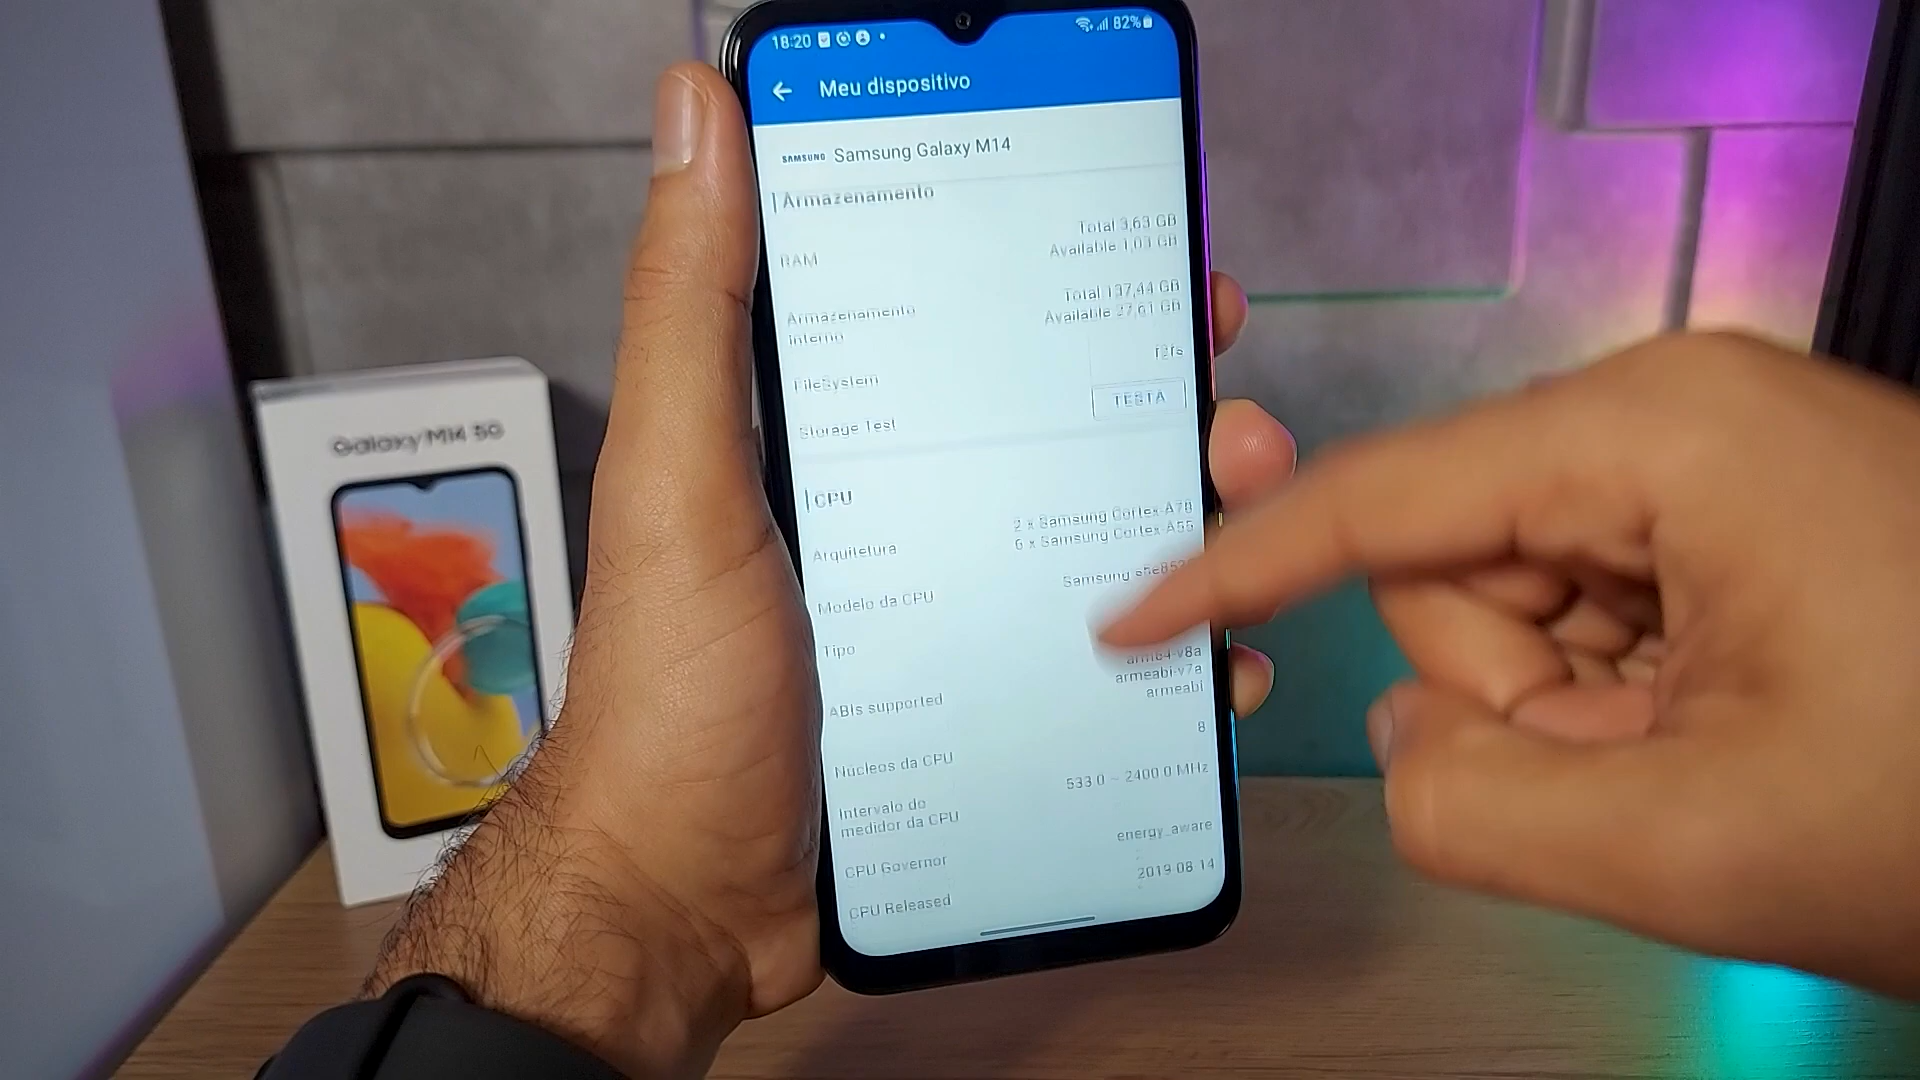 18:20
82%
Meu dispositivo
SAMSUNG Samsung Galaxy M14
Armazenamento
RAM
Total 3,63 GB
Available 1,03 GB
Armazenamento
interno
Total 137,44 GB
Available 27,61 GB
FileSystem
f2fs
Storage Test
TESTA
CPU
Arquitetura
2 x Samsung Cortex-A78
6 x Samsung Cortex-A55
Modelo da CPU
Samsung
Tipo
ABIs supported
arm64-v8a
armeabi-v7a
armeabi
Núcleos da CPU
8
Intervalo do
medidor da CPU
533.0 ~ 2400.0 MHz
CPU Governor
energy_aware
CPU Released
2019-08-14
Galaxy M14 5G